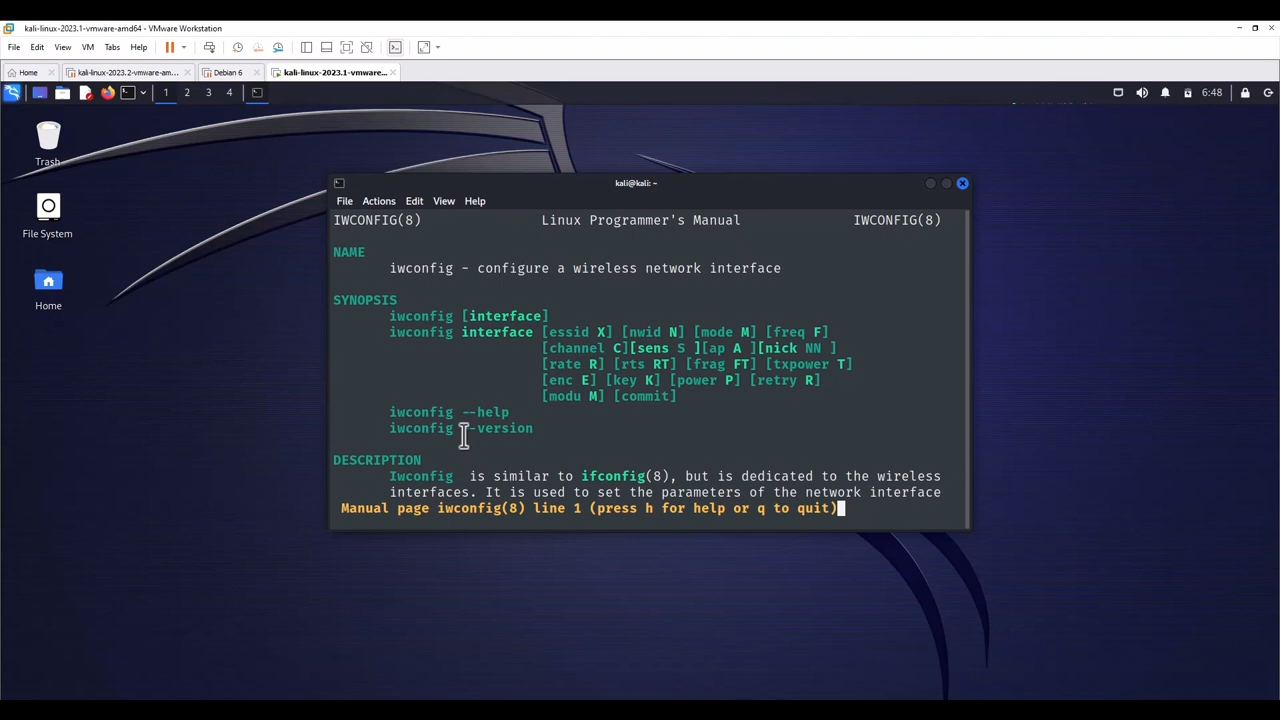 kali-linux-2023.1-vmware-amd64 - VMware Workstation
File Edit View VM Tabs Help
Home kali-linux-2023.2-vmware-am... Debian 6 kali-linux-2023.1-vmware...
1 2 3 4 6:48
Trash
File System
Home
kali@kali: ~
File Actions Edit View Help
IWCONFIG(8) Linux Programmer's Manual IWCONFIG(8)
NAME
iwconfig - configure a wireless network interface
SYNOPSIS
iwconfig [interface]
iwconfig interface [essid X] [nwid N] [mode M] [freq F]
[channel C][sens S ][ap A ][nick NN ]
[rate R] [rts RT] [frag FT] [txpower T]
[enc E] [key K] [power P] [retry R]
[modu M] [commit]
iwconfig --help
iwconfig --version
DESCRIPTION
Iwconfig is similar to ifconfig(8), but is dedicated to the wireless
interfaces. It is used to set the parameters of the network interface
Manual page iwconfig(8) line 1 (press h for help or q to quit)